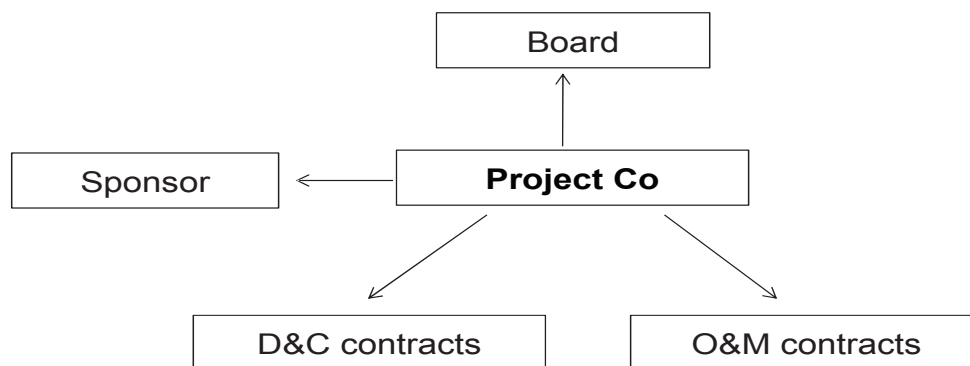 Board
Sponsor
Project Co
D&C contracts
O&M contracts